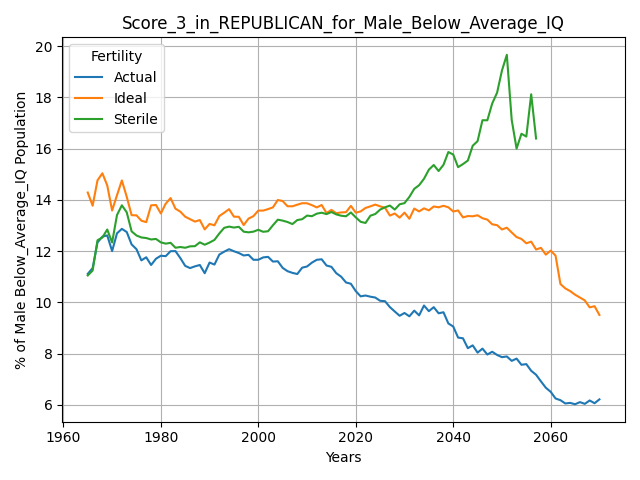 Score_3_in_REPUBLICAN_for_Male_Below_Average_IQ
% of Male Below_Average_IQ Population
20
18
16
14
12
10
8
6
Fertility
Actual
Ideal
Sterile
1960 1980 2000 2020 2040 2060
Years